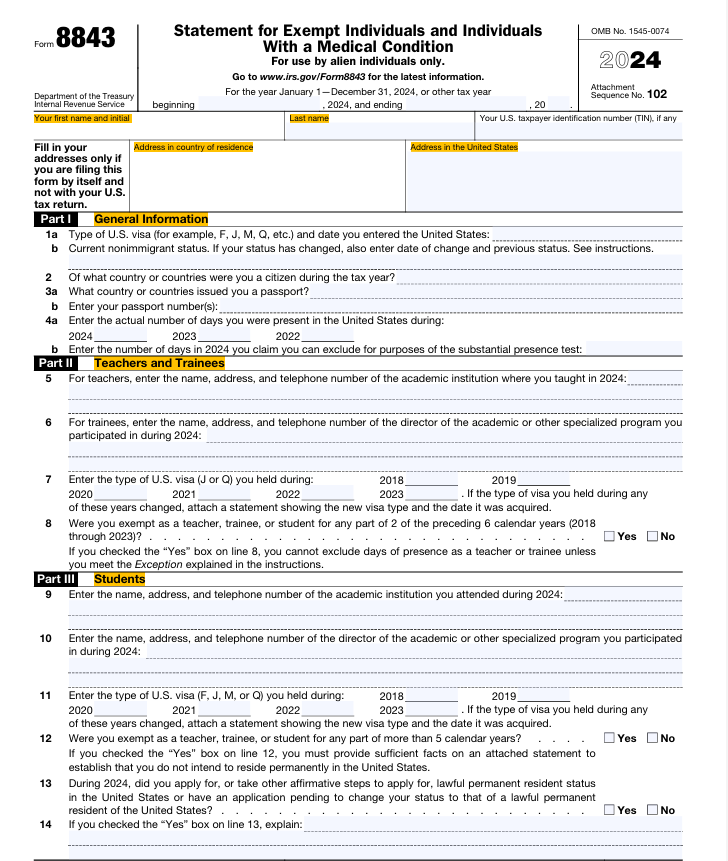 Form 8843
Department of the Treasury
Internal Revenue Service
Statement for Exempt Individuals and Individuals
With a Medical Condition
For use by alien individuals only.
Go to www.irs.gov/Form8843 for the latest information.
For the year January 1—December 31, 2024, or other tax year
beginning , 2024, and ending , 20 .
OMB No. 1545-0074
2024
Attachment
Sequence No. 102
Your first name and initial
Last name
Your U.S. taxpayer identification number (TIN), if any
Fill in your
addresses only if
you are filing this
form by itself and
not with your U.S.
tax return.
Address in country of residence
Address in the United States
Part I General Information
1a Type of U.S. visa (for example, F, J, M, Q, etc.) and date you entered the United States:
b Current nonimmigrant status. If your status has changed, also enter date of change and previous status. See instructions.
2 Of what country or countries were you a citizen during the tax year?
3a What country or countries issued you a passport?
b Enter your passport number(s):
4a Enter the actual number of days you were present in the United States during:
2024 2023 2022
b Enter the number of days in 2024 you claim you can exclude for purposes of the substantial presence test:
Part II Teachers and Trainees
5 For teachers, enter the name, address, and telephone number of the academic institution where you taught in 2024:
6 For trainees, enter the name, address, and telephone number of the director of the academic or other specialized program you
participated in during 2024:
7 Enter the type of U.S. visa (J or Q) you held during: 2018 2019
2020 2021 2022 2023 . If the type of visa you held during any
of these years changed, attach a statement showing the new visa type and the date it was acquired.
8 Were you exempt as a teacher, trainee, or student for any part of 2 of the preceding 6 calendar years (2018
through 2023)? . . . . . . . . . . . . . . . . . . . . . . . . . . . . . . Yes No
If you checked the “Yes” box on line 8, you cannot exclude days of presence as a teacher or trainee unless
you meet the Exception explained in the instructions.
Part III Students
9 Enter the name, address, and telephone number of the academic institution you attended during 2024:
10 Enter the name, address, and telephone number of the director of the academic or other specialized program you participated
in during 2024:
11 Enter the type of U.S. visa (F, J, M, or Q) you held during: 2018 2019
2020 2021 2022 2023 . If the type of visa you held during any
of these years changed, attach a statement showing the new visa type and the date it was acquired.
12 Were you exempt as a teacher, trainee, or student for any part of more than 5 calendar years? . . . . Yes No
If you checked the “Yes” box on line 12, you must provide sufficient facts on an attached statement to
establish that you do not intend to reside permanently in the United States.
13 During 2024, did you apply for, or take other affirmative steps to apply for, lawful permanent resident status
in the United States or have an application pending to change your status to that of a lawful permanent
resident of the United States? . . . . . . . . . . . . . . . . . . . . . . . . . Yes No
14 If you checked the “Yes” box on line 13, explain: